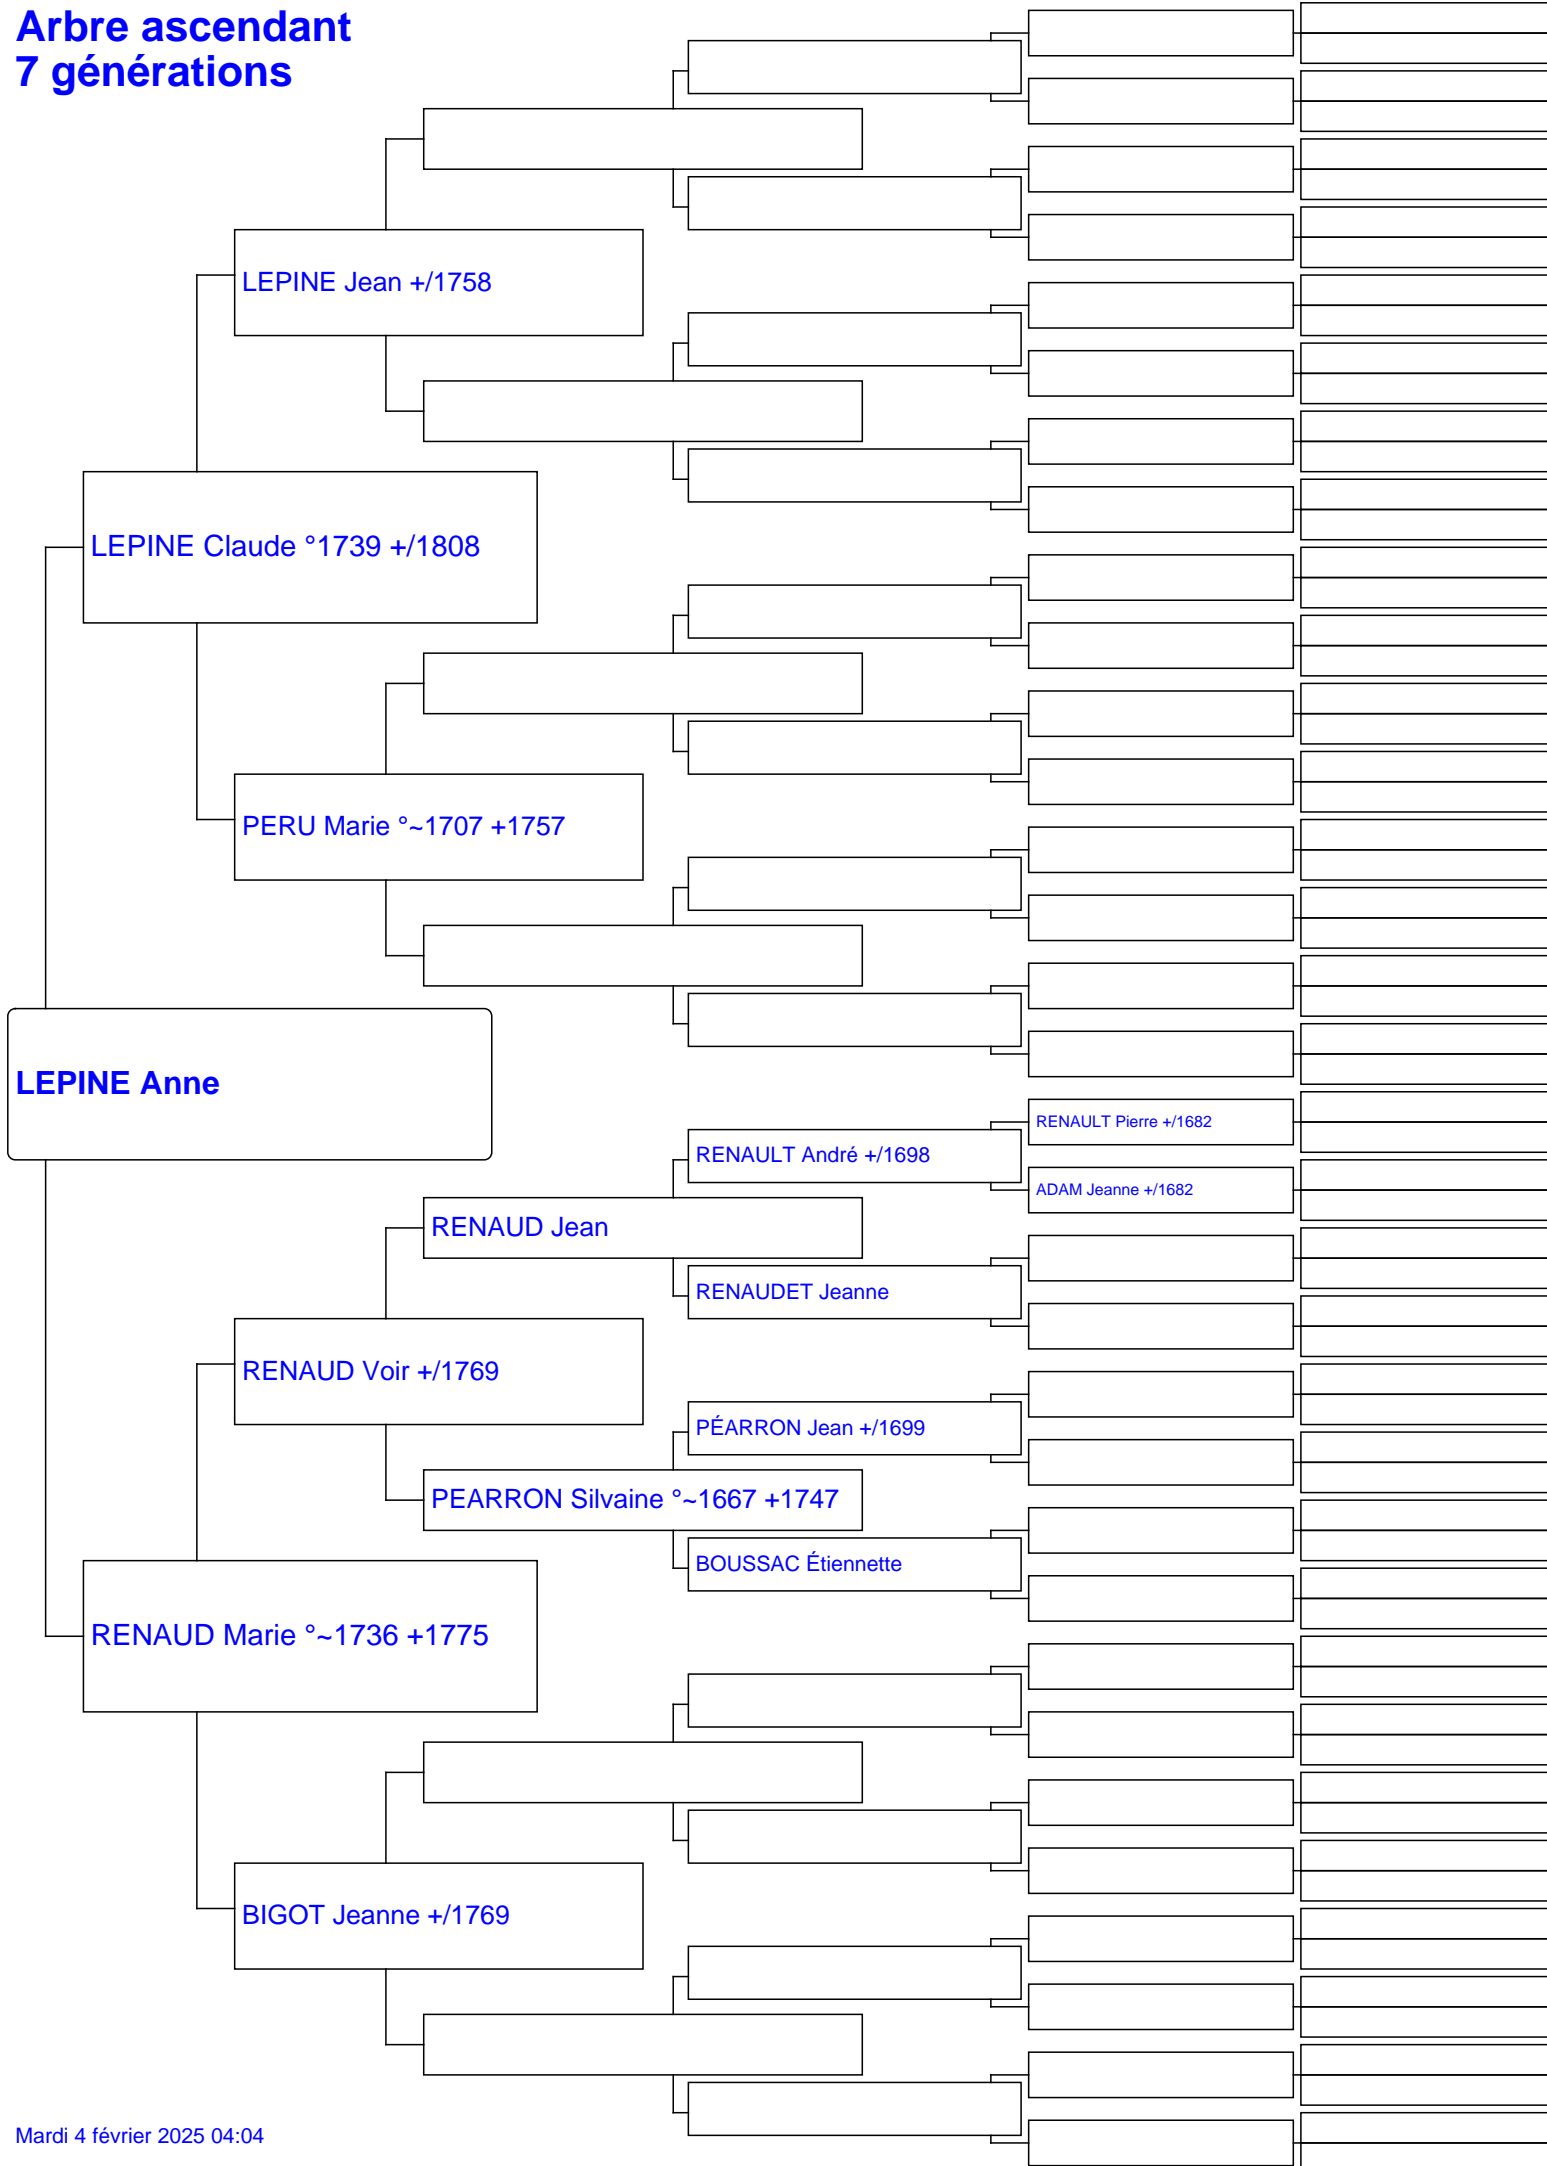 Arbre ascendant
7 générations
LEPINE Jean +/1758
LEPINE Claude °1739 +/1808
PERU Marie °~1707 +1757
LEPINE Anne
RENAULT Pierre +/1682
RENAULT André +/1698
ADAM Jeanne +/1682
RENAUD Jean
RENAUDET Jeanne
RENAUD Voir +/1769
PÉARRON Jean +/1699
PEARRON Silvaine °~1667 +1747
BOUSSAC Étiennette
RENAUD Marie °~1736 +1775
BIGOT Jeanne +/1769
Mardi 4 février 2025 04:04